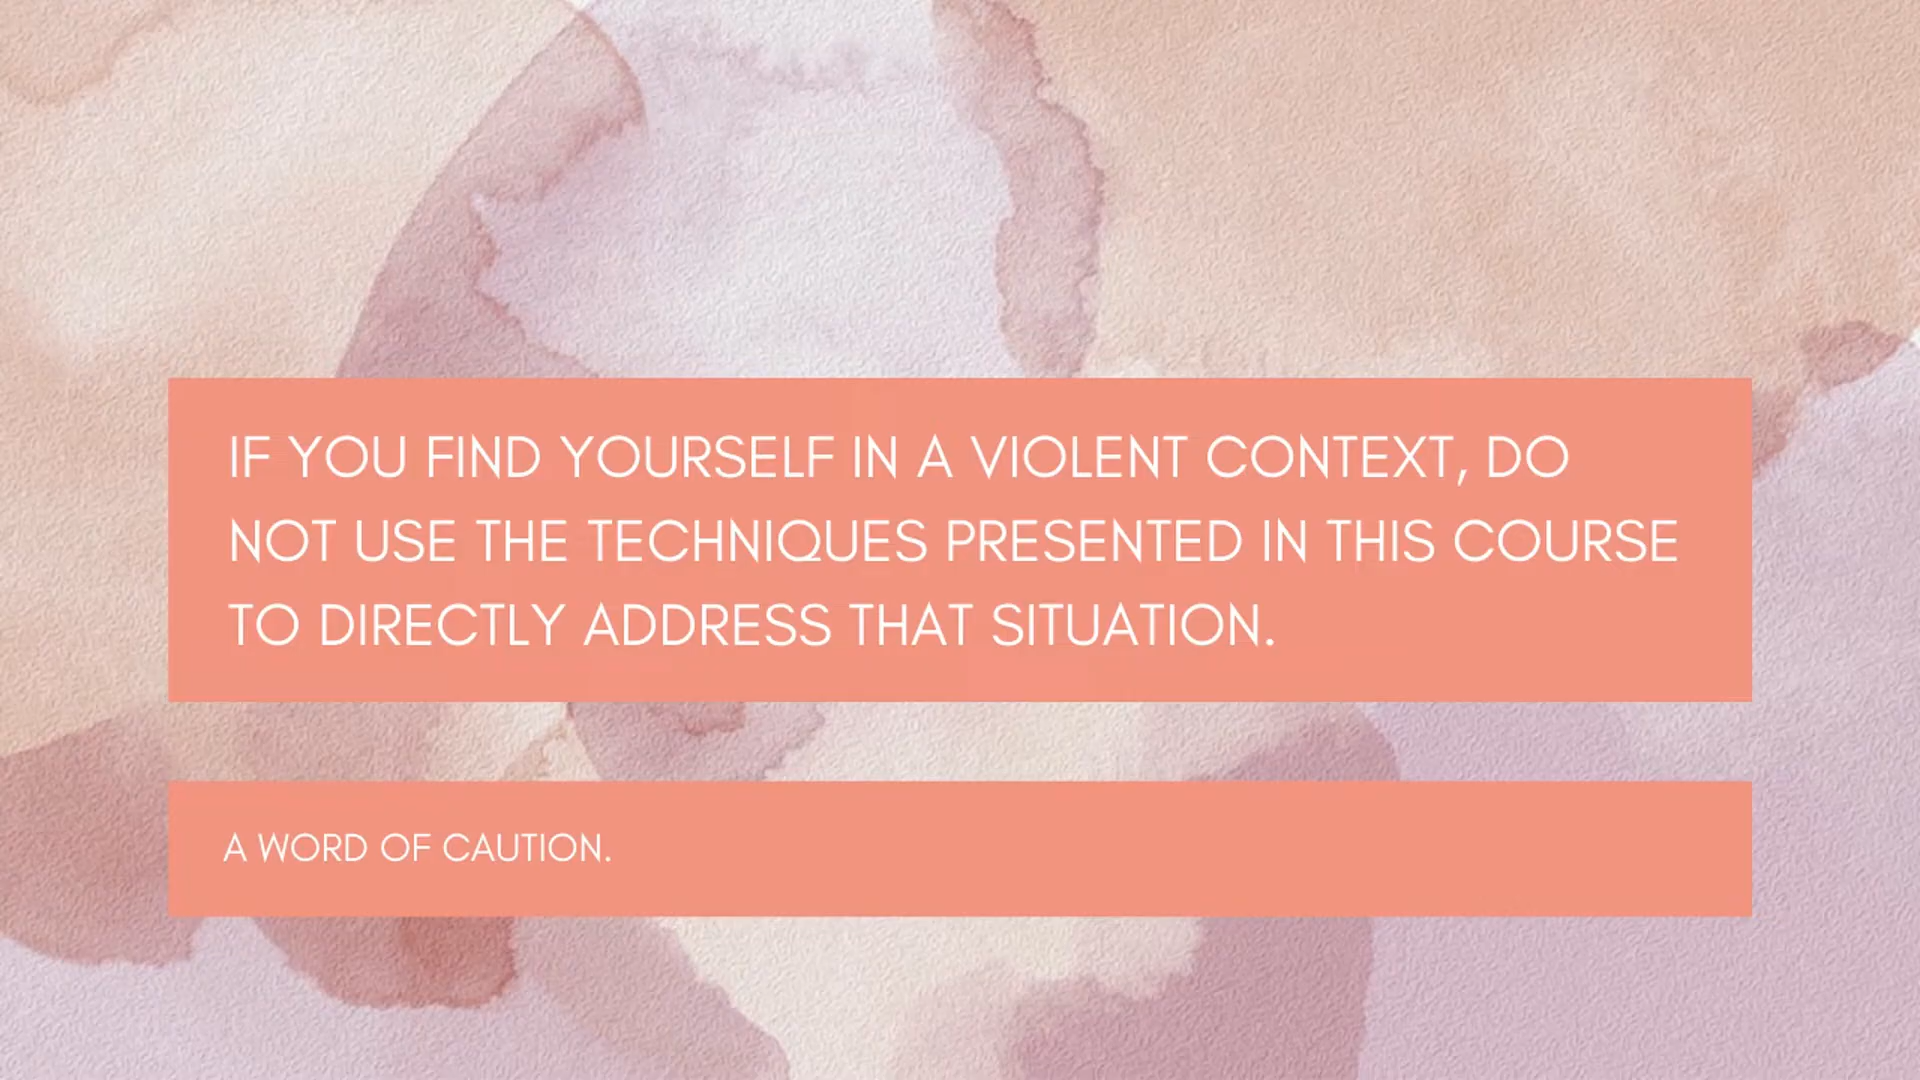 IF YOU FIND YOURSELF IN A VIOLENT CONTEXT, DO
NOT USE THE TECHNIQUES PRESENTED IN THIS COURSE
TO DIRECTLY ADDRESS THAT SITUATION.
A WORD OF CAUTION.